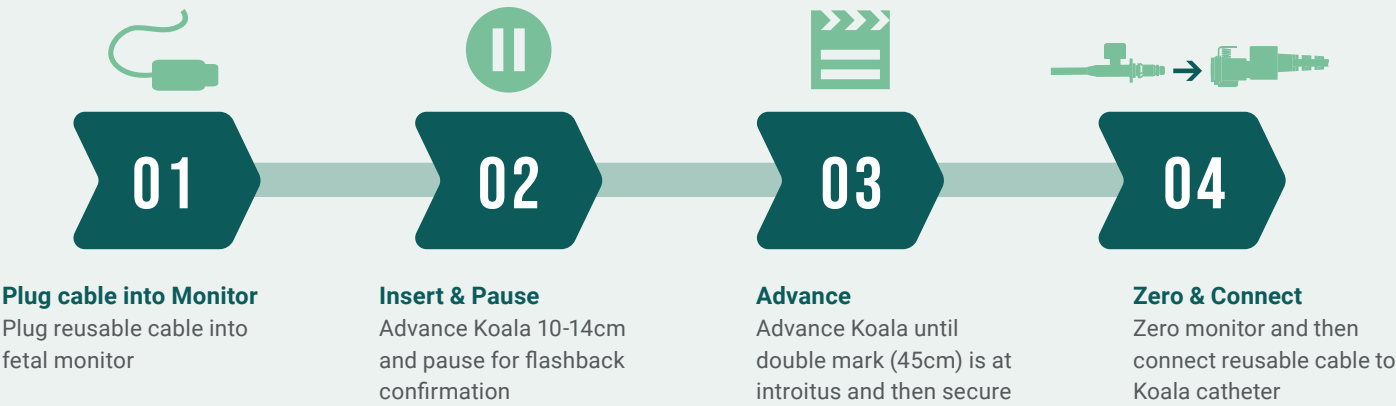 01
02
03
04
Plug cable into Monitor
Plug reusable cable into
fetal monitor
Insert & Pause
Advance Koala 10-14cm
and pause for flashback
confirmation
Advance
Advance Koala until
double mark (45cm) is at
introitus and then secure
Zero & Connect
Zero monitor and then
connect reusable cable to
Koala catheter